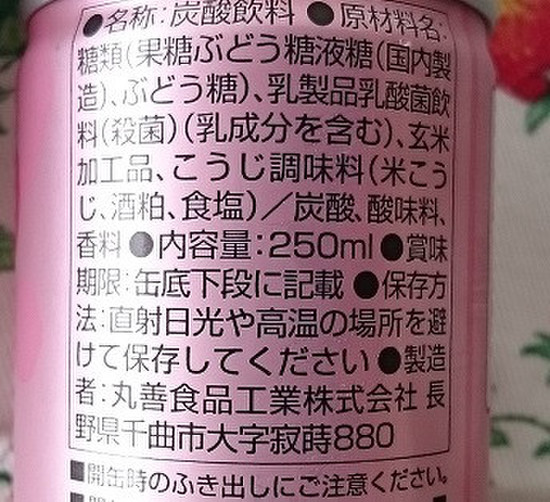 ●名称:炭酸飲料 ●原材料名:
糖類(果糖ぶどう糖液糖(国内製
造)、ぶどう糖)、乳製品乳酸菌飲
料(殺菌)(乳成分を含む)、玄米
加工品、こうじ調味料(米こう
じ、酒粕、食塩)/炭酸、酸味料、
香料 ●内容量:250ml ●賞味
期限:缶底下段に記載 ●保存方
法:直射日光や高温の場所を避
けて保存してください ●製造
者:丸善食品工業株式会社 長
野県千曲市大字寂蒔880
■開缶時のふき出しにご注意ください。